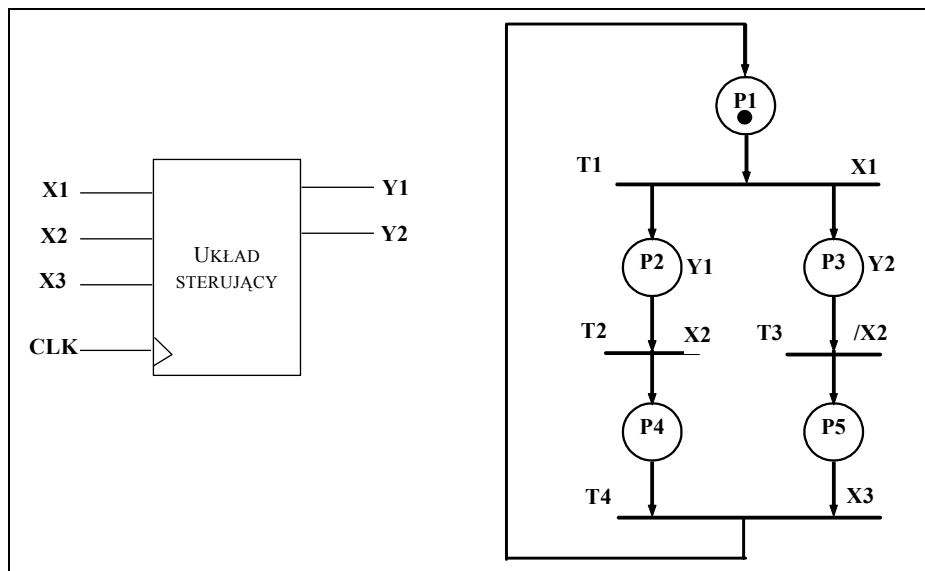 X1
X2
X3
CLK
UKŁAD
STERUJĄCY
Y1
Y2
P1
T1 X1
P2 Y1
P3 Y2
T2 X2
T3 /X2
P4
P5
T4 X3